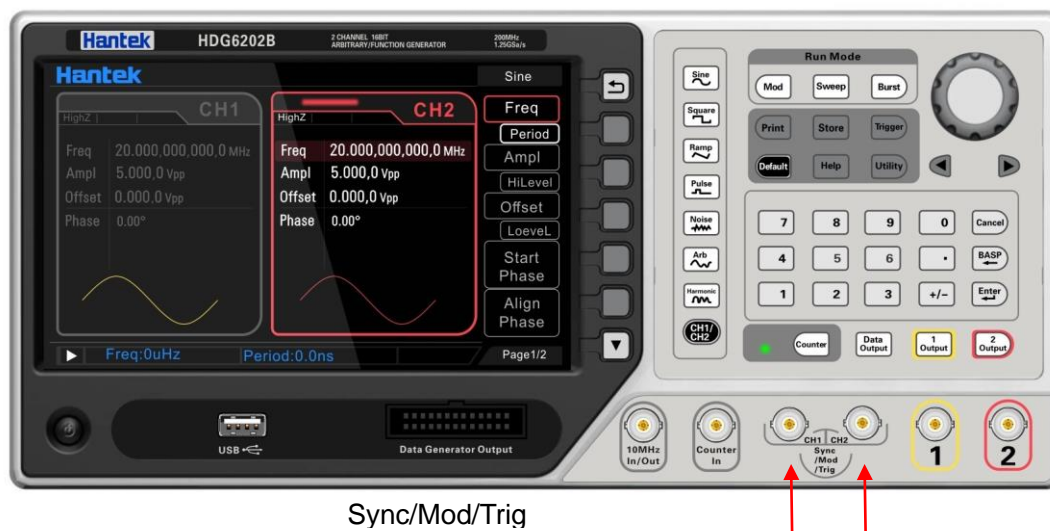 Hantek HDG6202B 2 CHANNEL 16BIT 200MHz
ARBITRARY/FUNCTION GENERATOR 1.25GSa/s
Hantek Sine
CH1
HighZ
Freq 20.000,000,000,0 MHz
Ampl 5.000,0 Vpp
Offset 0.000,0 Vpp
Phase 0.00°
CH2
HighZ
Freq 20.000,000,000,0 MHz
Ampl 5.000,0 Vpp
Offset 0.000,0 Vpp
Phase 0.00°
Freq
Period
Ampl
HiLevel
Offset
LoeveL
Start
Phase
Align
Phase
Freq:0uHz Period:0.0ns Page1/2
Sine
Square
Ramp
Pulse
Noise
Arb
Harmonic
CH1/
CH2
Run Mode
Mod Sweep Burst
Print Store Trigger
Default Help Utility
7 8 9 0 Cancel
4 5 6 . BASP
1 2 3 +/- Enter
Counter
Data
Output
1
Output
2
Output
USB
Data Generator Output
10MHz
In/Out
Counter
In
CH1 CH2
Sync
/Mod
/Trig
1
2
Sync/Mod/Trig